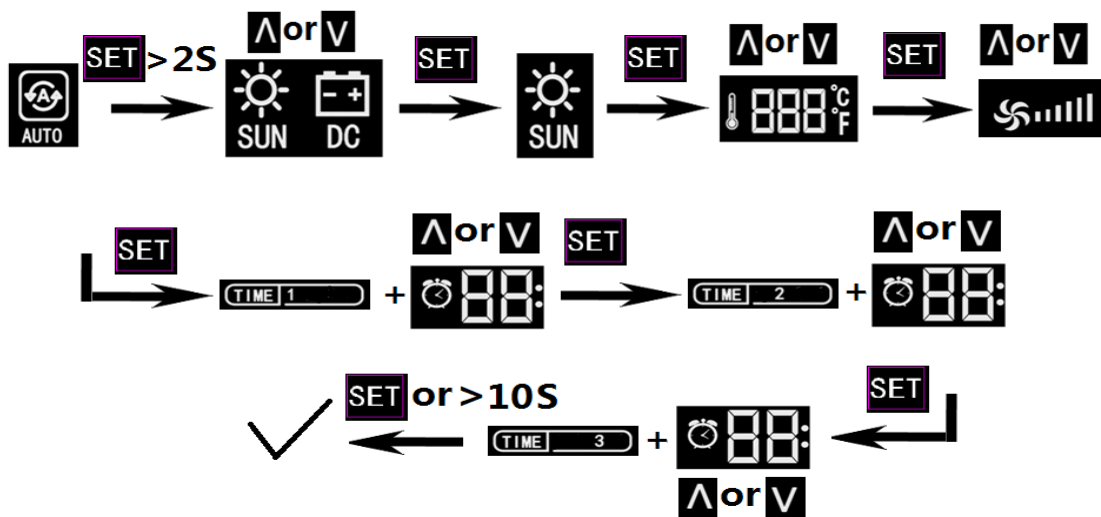 SET >2S
Λ or V
SET
SET
Λ or V
SET
Λ or V
AUTO
A
SUN DC
- +
SUN
888 °C °F
SET
TIME 1
+
Λ or V
88:
SET
TIME 2
+
Λ or V
88:
SET or >10S
TIME 3
+
88:
Λ or V
SET